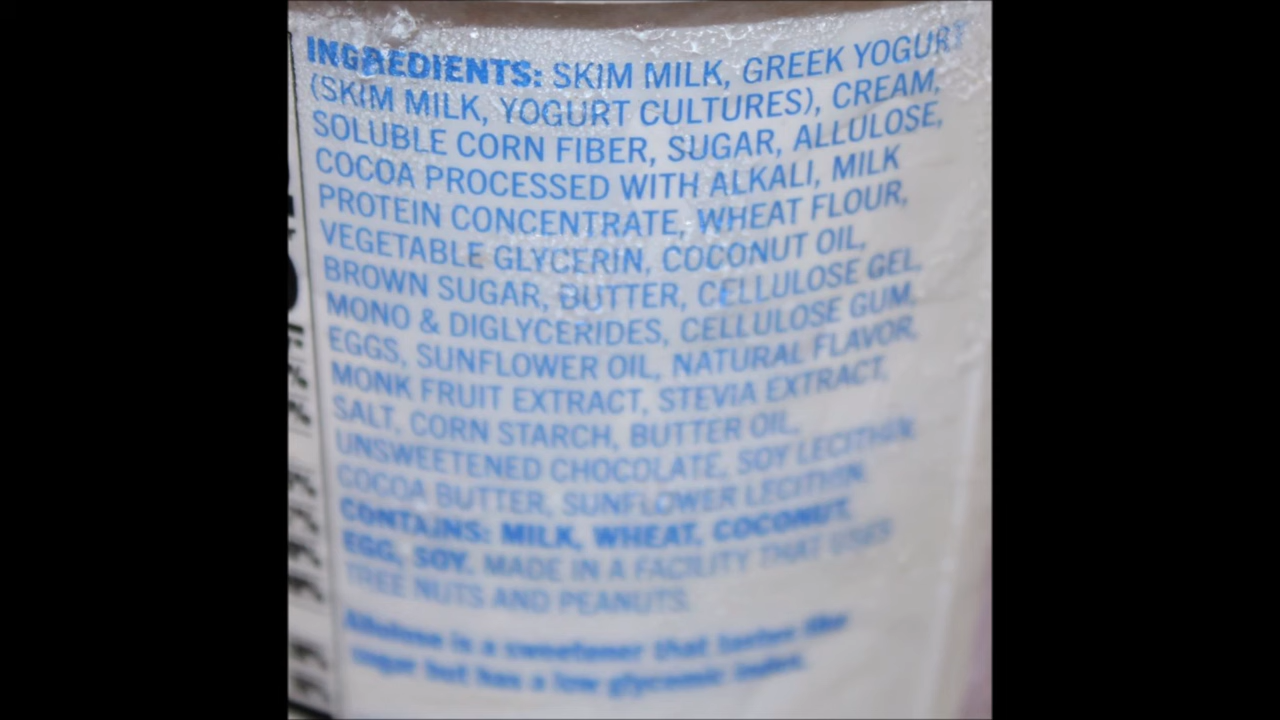 INGREDIENTS: SKIM MILK, GREEK YOGURT
(SKIM MILK, YOGURT CULTURES), CREAM,
SOLUBLE CORN FIBER, SUGAR, ALLULOSE,
COCOA PROCESSED WITH ALKALI, MILK
PROTEIN CONCENTRATE, WHEAT FLOUR,
VEGETABLE GLYCERIN, COCONUT OIL,
BROWN SUGAR, BUTTER, CELLULOSE GEL,
MONO & DIGLYCERIDES, CELLULOSE GUM,
EGGS, SUNFLOWER OIL, NATURAL FLAVOR,
MONK FRUIT EXTRACT, STEVIA EXTRACT,
SALT, CORN STARCH, BUTTER OIL,
UNSWEETENED CHOCOLATE, SOY LECITHIN,
COCOA BUTTER, SUNFLOWER LECITHIN.
CONTAINS: MILK, WHEAT, COCONUT,
EGG, SOY. MADE IN A FACILITY THAT USES
TREE NUTS AND PEANUTS.
Allulose is a sweetener that tastes like
sugar but has a low glycemic index.